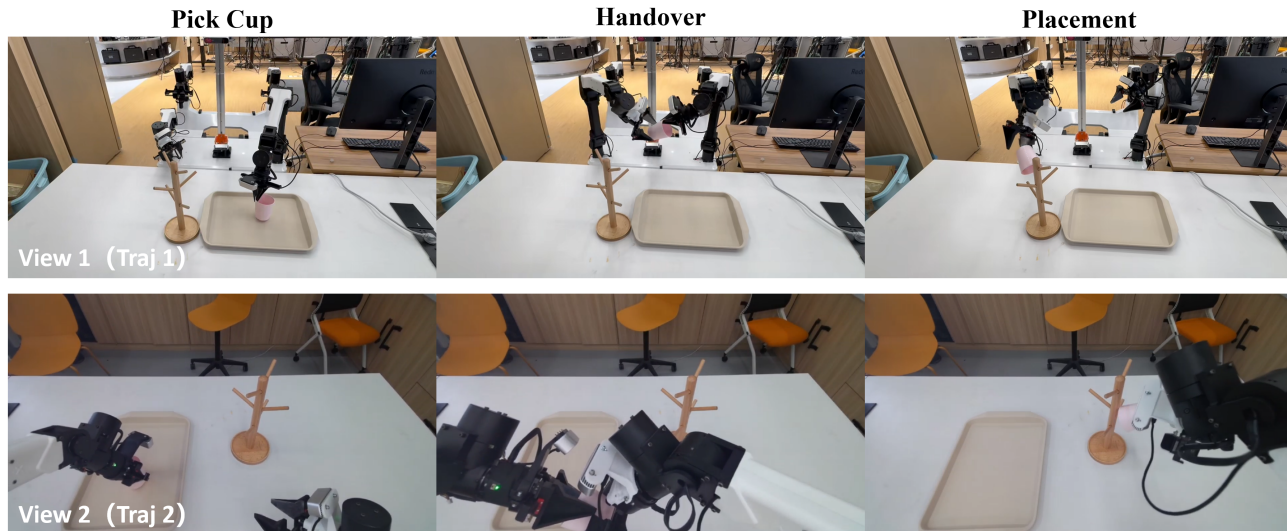 Pick Cup
Handover
Placement
View 1（Traj 1）
View 2（Traj 2）